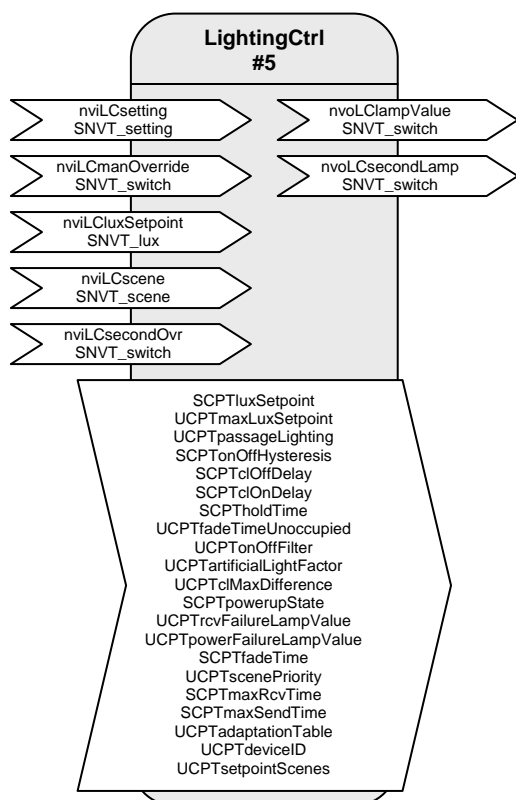 LightingCtrl
#5
nviLCsetting
SNVT_setting
nvoLClampValue
SNVT_switch
nviLCmanOverride
SNVT_switch
nvoLCsecondLamp
SNVT_switch
nviLCluxSetpoint
SNVT_lux
nviLCscene
SNVT_scene
nviLCsecondOvr
SNVT_switch
SCPTluxSetpoint
UCPTmaxLuxSetpoint
UCPTpassageLighting
SCPTonOffHysteresis
SCPTclOffDelay
SCPTclOnDelay
SCPTholdTime
UCPTfadeTimeUnoccupied
UCPTonOffFilter
UCPTartificialLightFactor
UCPTclMaxDifference
SCPTpowerupState
UCPTrcvFailureLampValue
UCPTpowerFailureLampValue
SCPTfadeTime
UCPTscenePriority
SCPTmaxRcvTime
SCPTmaxSendTime
UCPTadaptationTable
UCPTdeviceID
UCPTsetpointScenes